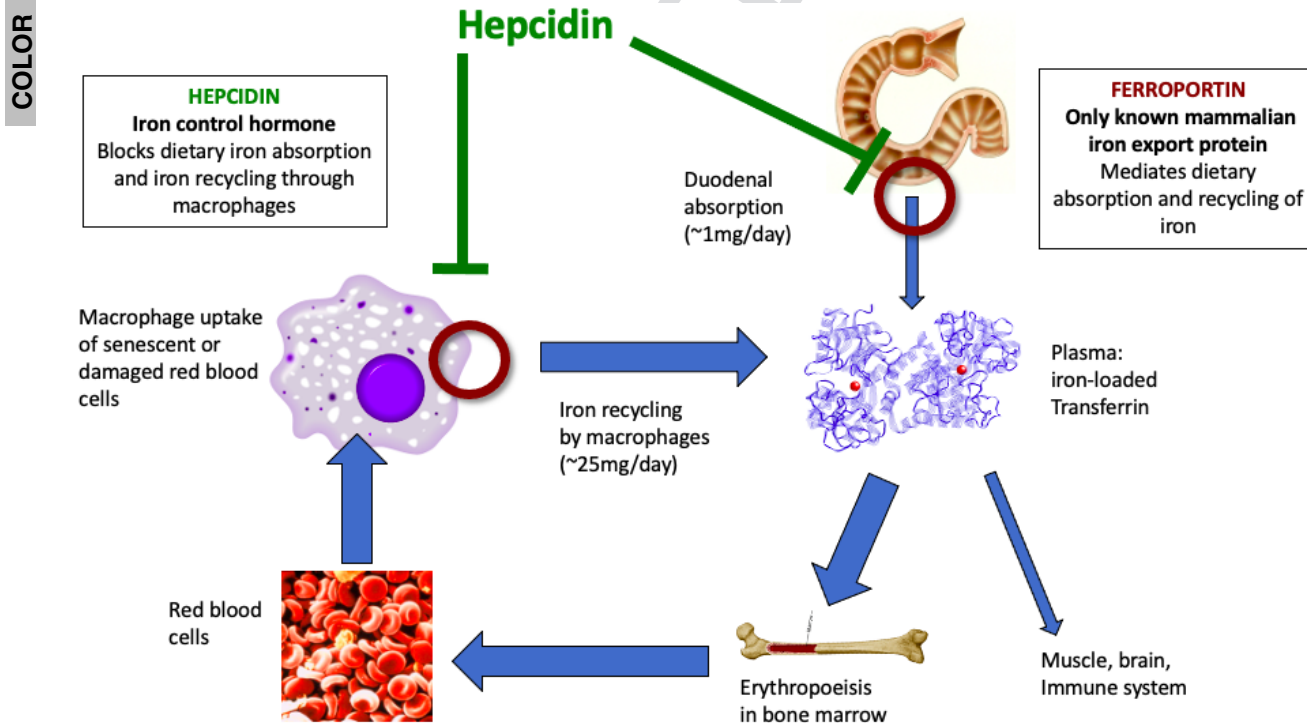 COLOR
Hepcidin
HEPCIDIN
Iron control hormone
Blocks dietary iron absorption
and iron recycling through
macrophages
FERROPORTIN
Only known mammalian
iron export protein
Mediates dietary
absorption and recycling of
iron
Duodenal
absorption
(~1mg/day)
Macrophage uptake
of senescent or
damaged red blood
cells
Iron recycling
by macrophages
(~25mg/day)
Plasma:
iron-loaded
Transferrin
Red blood
cells
Erythropoeisis
in bone marrow
Muscle, brain,
Immune system